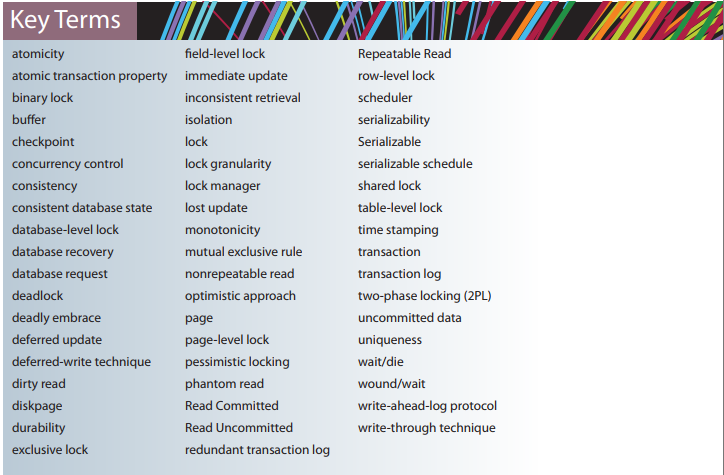 Key Terms
atomicity
atomic transaction property
binary lock
buffer
checkpoint
concurrency control
consistency
consistent database state
database-level lock
database recovery
database request
deadlock
deadly embrace
deferred update
deferred-write technique
dirty read
diskpage
durability
exclusive lock
field-level lock
immediate update
inconsistent retrieval
isolation
lock
lock granularity
lock manager
lost update
monotonicity
mutual exclusive rule
nonrepeatable read
optimistic approach
page
page-level lock
pessimistic locking
phantom read
Read Committed
Read Uncommitted
redundant transaction log
Repeatable Read
row-level lock
scheduler
serializability
Serializable
serializable schedule
shared lock
table-level lock
time stamping
transaction
transaction log
two-phase locking (2PL)
uncommitted data
uniqueness
wait/die
wound/wait
write-ahead-log protocol
write-through technique